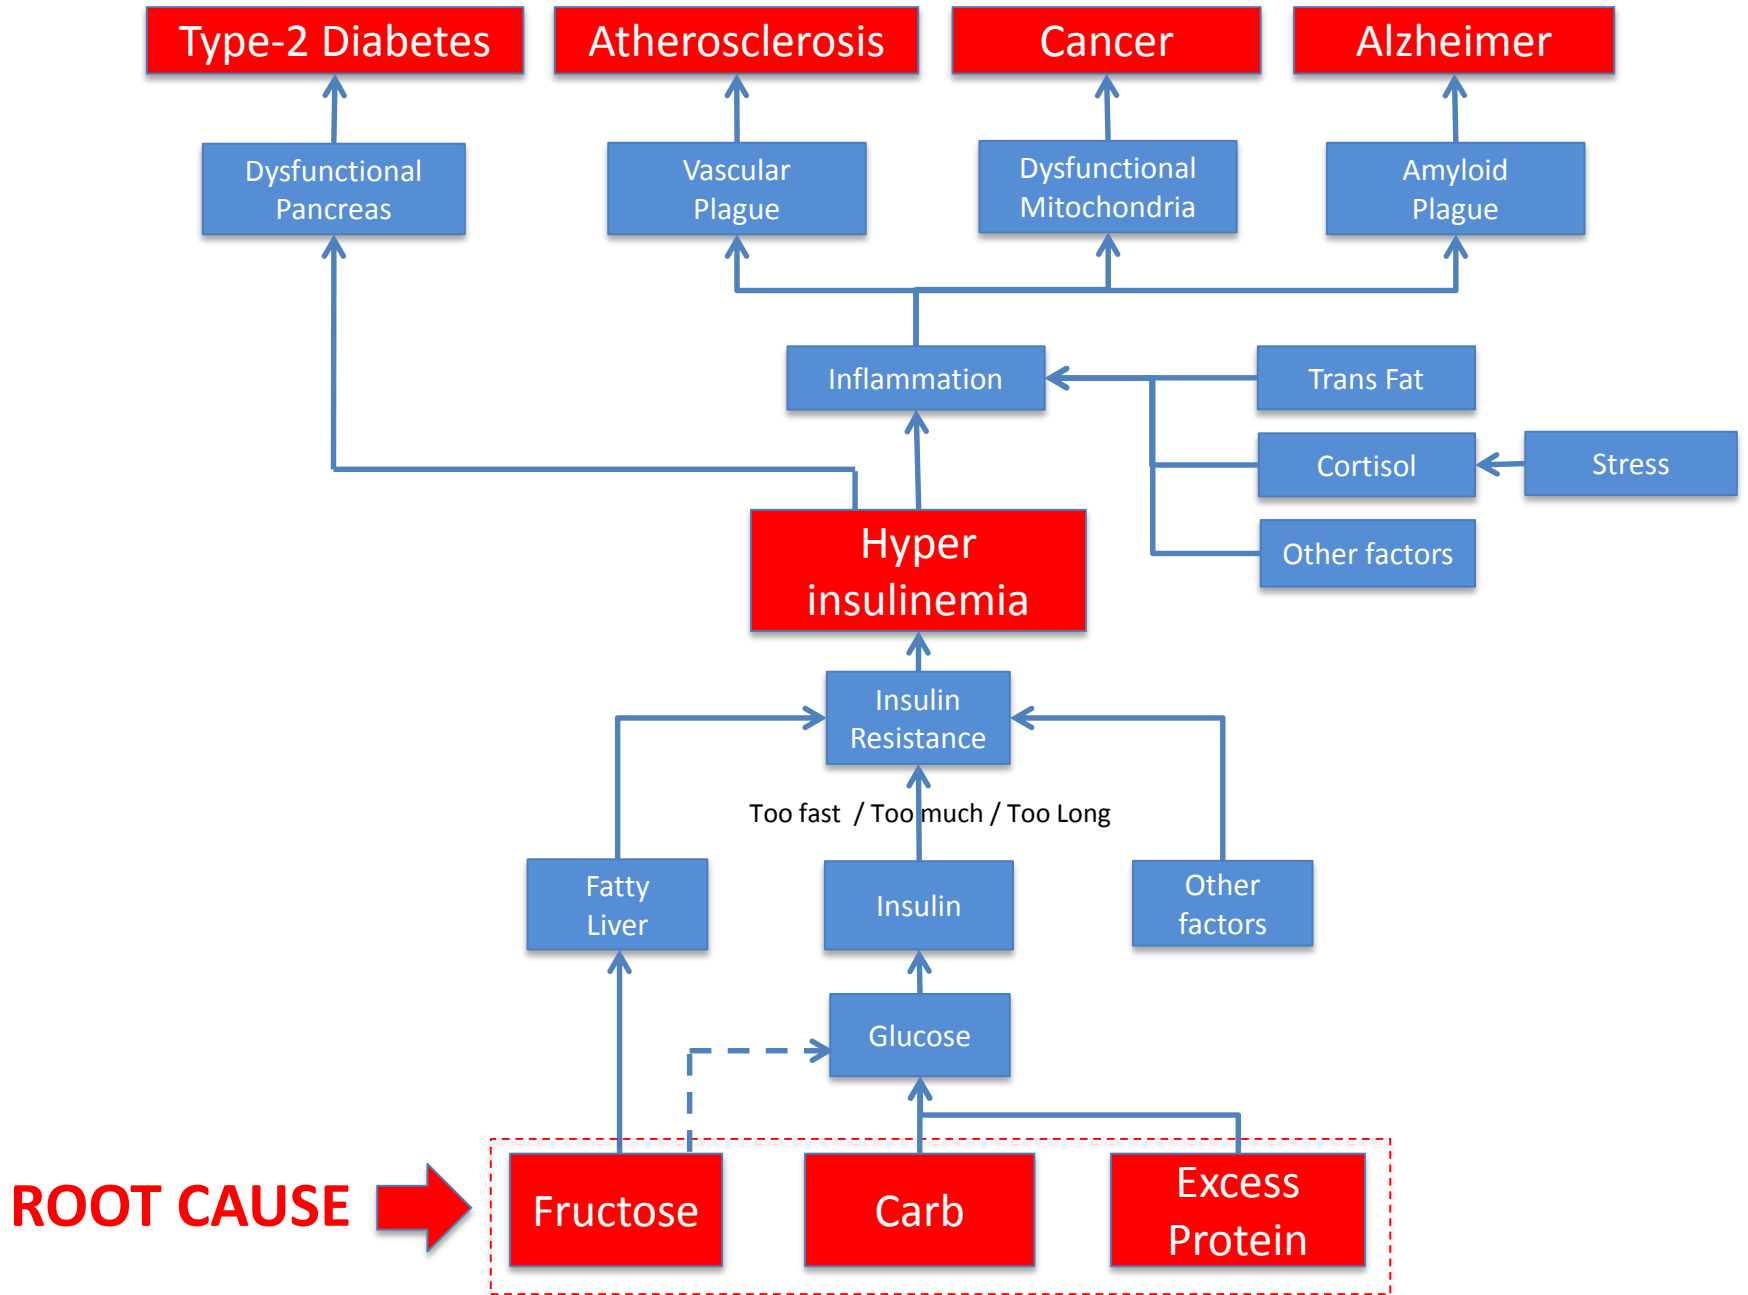 Type-2 Diabetes
Atherosclerosis
Cancer
Alzheimer
Dysfunctional
Pancreas
Vascular
Plague
Dysfunctional
Mitochondria
Amyloid
Plague
Inflammation
Trans Fat
Cortisol
Stress
Other factors
Hyper
insulinemia
Insulin
Resistance
Too fast / Too much / Too Long
Fatty
Liver
Insulin
Other
factors
Glucose
ROOT CAUSE
Fructose
Carb
Excess
Protein